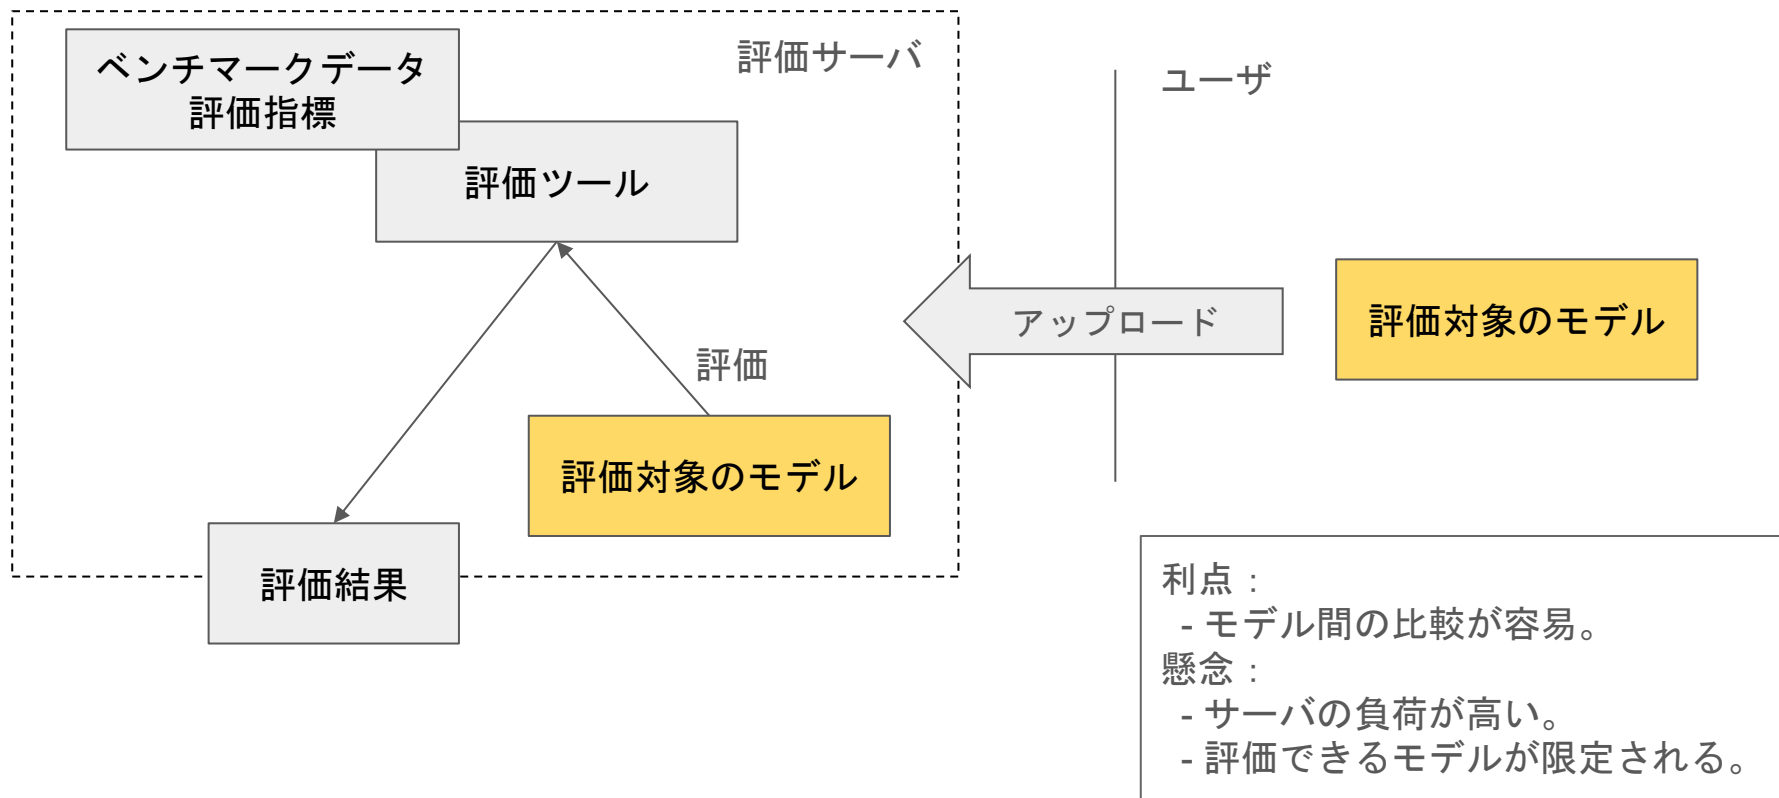 ベンチマークデータ
評価指標
評価サーバ
ユーザ
評価ツール
アップロード
評価対象のモデル
評価
評価対象のモデル
評価結果
利点：
- モデル間の比較が容易。
懸念：
- サーバの負荷が高い。
- 評価できるモデルが限定される。